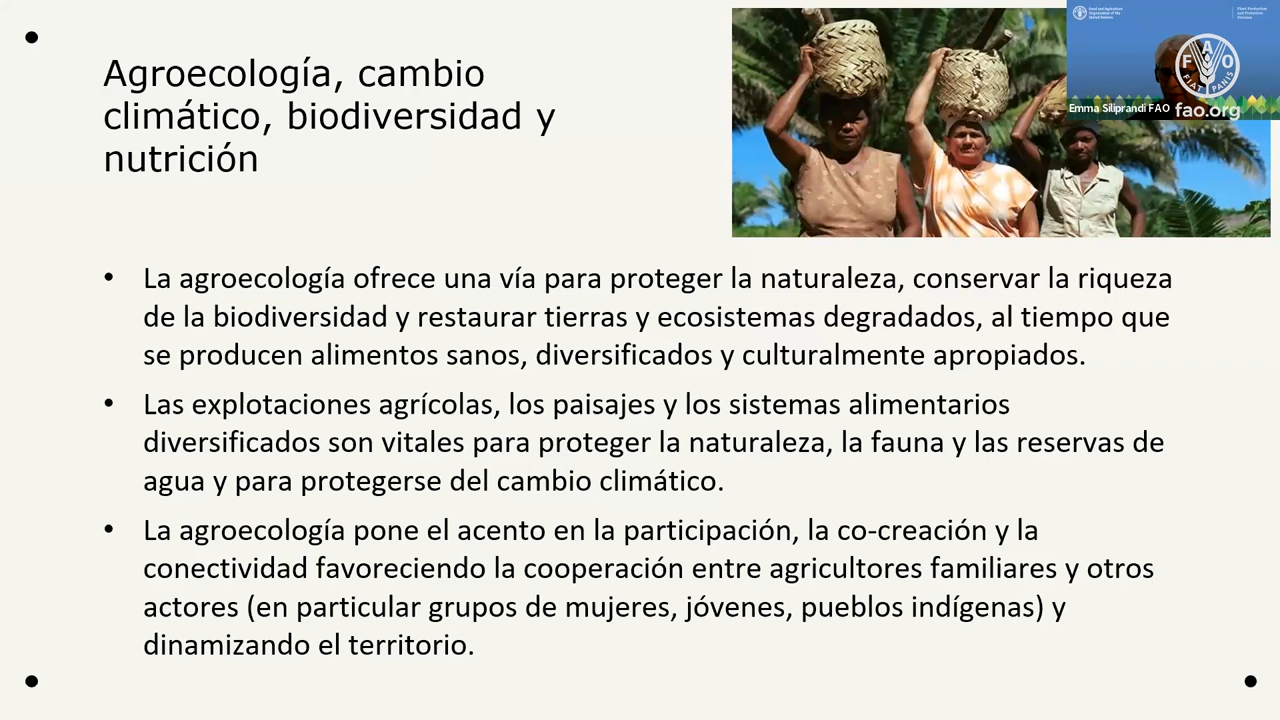 Agroecología, cambio
climático, biodiversidad y
nutrición
Emma Siliprandi FAO
F A O
FIAT PANIS
fao.org
• La agroecología ofrece una vía para proteger la naturaleza, conservar la riqueza
de la biodiversidad y restaurar tierras y ecosistemas degradados, al tiempo que
se producen alimentos sanos, diversificados y culturalmente apropiados.
• Las explotaciones agrícolas, los paisajes y los sistemas alimentarios
diversificados son vitales para proteger la naturaleza, la fauna y las reservas de
agua y para protegerse del cambio climático.
• La agroecología pone el acento en la participación, la co-creación y la
conectividad favoreciendo la cooperación entre agricultores familiares y otros
actores (en particular grupos de mujeres, jóvenes, pueblos indígenas) y
dinamizando el territorio.